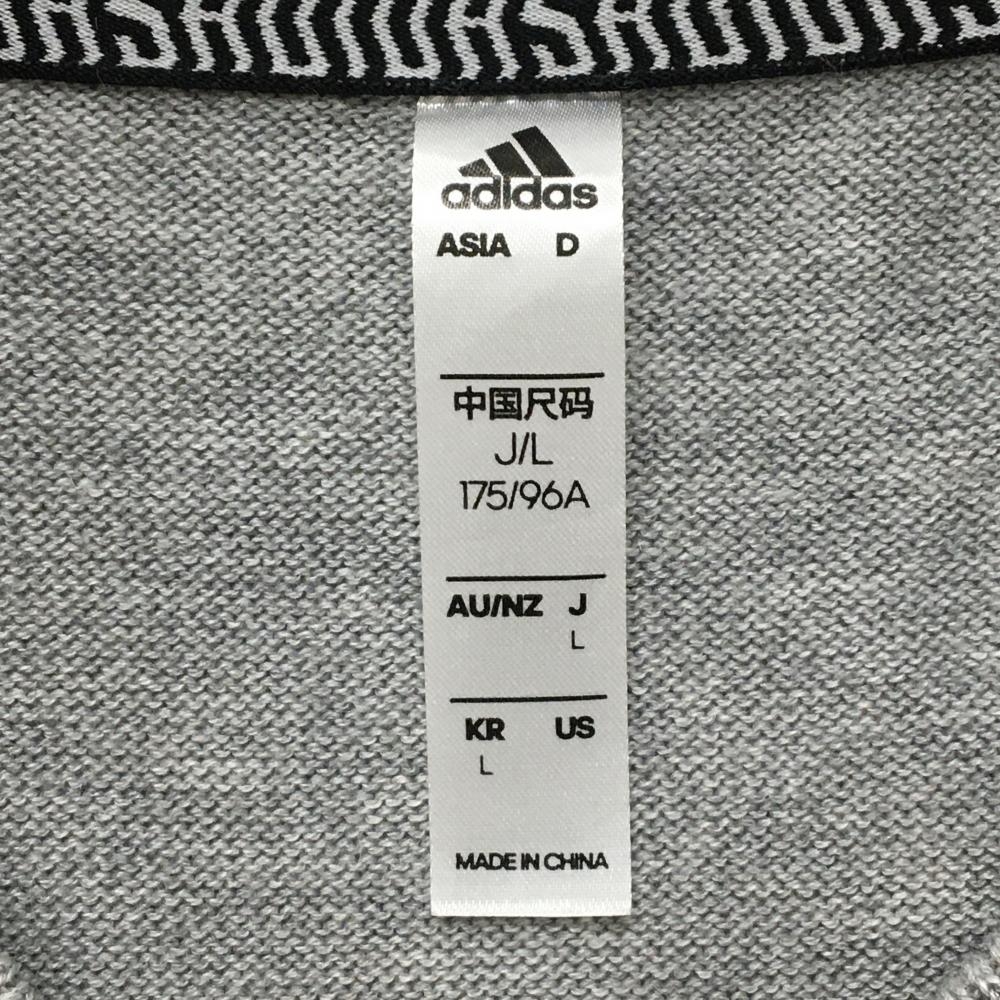 adidas
ASIA D
中国尺码
J/L
175/96A
AU/NZ J
L
KR US
L
MADE IN CHINA